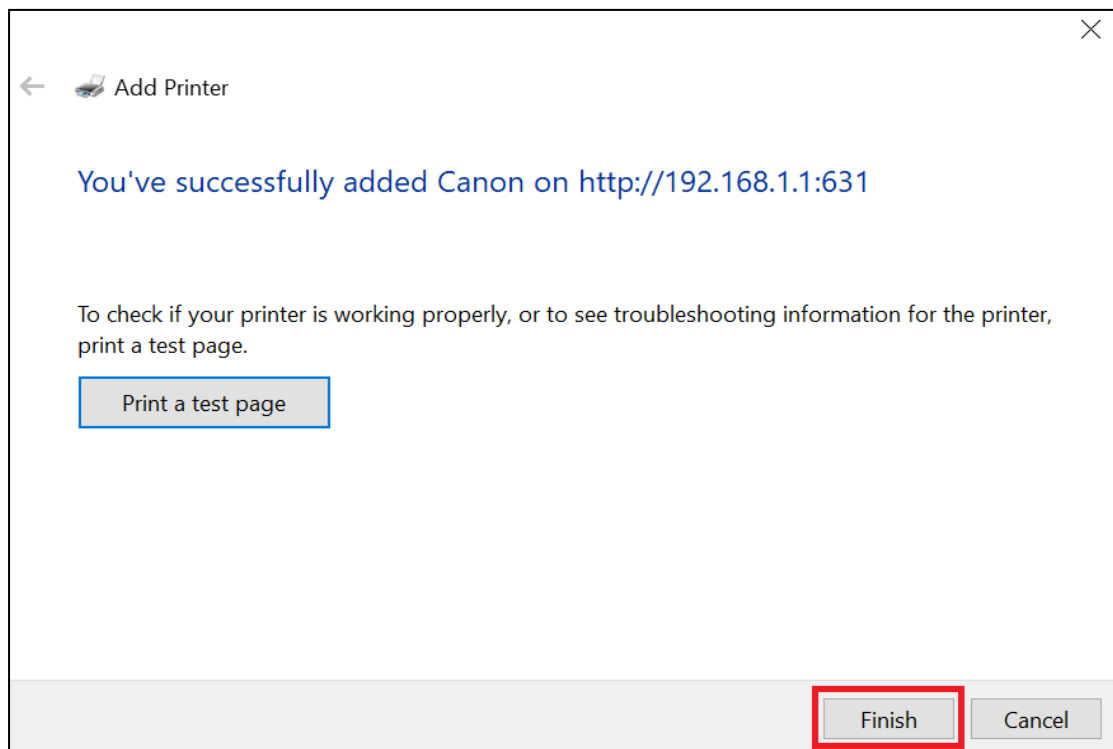 Add Printer
You've successfully added Canon on http://192.168.1.1:631
To check if your printer is working properly, or to see troubleshooting information for the printer,
print a test page.
Print a test page
Finish
Cancel